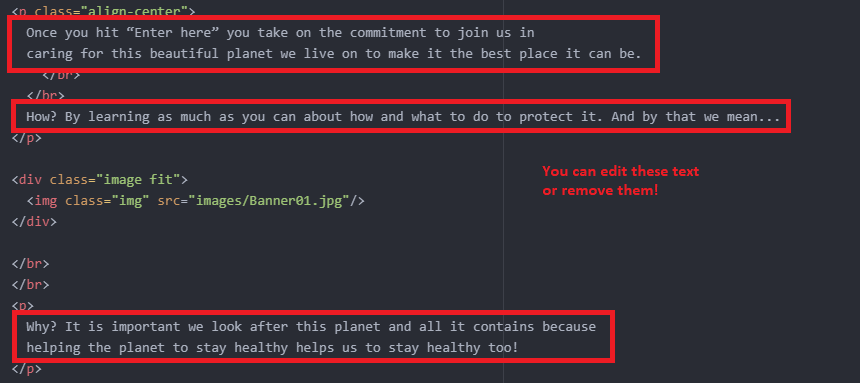 <p class="align-center">
Once you hit “Enter here” you take on the commitment to join us in
caring for this beautiful planet we live on to make it the best place it can be.
</br>
</br>
How? By learning as much as you can about how and what to do to protect it. And by that we mean...
</p>
<div class="image fit">
You can edit these text
<img class="img" src="images/Banner01.jpg"/>
or remove them!
</div>
</br>
</br>
<p>
Why? It is important we look after this planet and all it contains because
helping the planet to stay healthy helps us to stay healthy too!
</p>